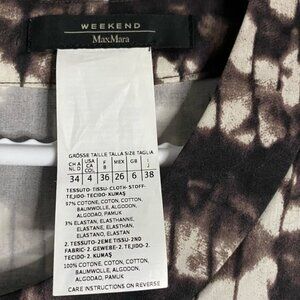 WEEKEND
MaxMara
GRÖSSE TAILLE TALLA SIZE TAGLIA
CH A NL D
USA CA COL
F B
MEX
GB
I J
34 4 36 26 6 38
TESSUTO-TISSU-CLOTH-STOFF-
TEJIDO-TECIDO-KUMAŞ
97% COTONE, COTON, COTTON,
BAUMWOLLE, ALGODON,
ALGODAO, PAMUK
3% ELASTAN, ELASTHANNE,
ELASTANE, ELASTHAN,
ELASTANO, ELASTAN
2. TESSUTO-2EME TISSU-2ND
FABRIC-2. GEWEBE-2. TEJIDO-2.
TECIDO-2. KUMAŞ
100% COTONE, COTON, COTTON,
BAUMWOLLE, ALGODON,
ALGODAO, PAMUK
CARE INSTRUCTIONS ON REVERSE